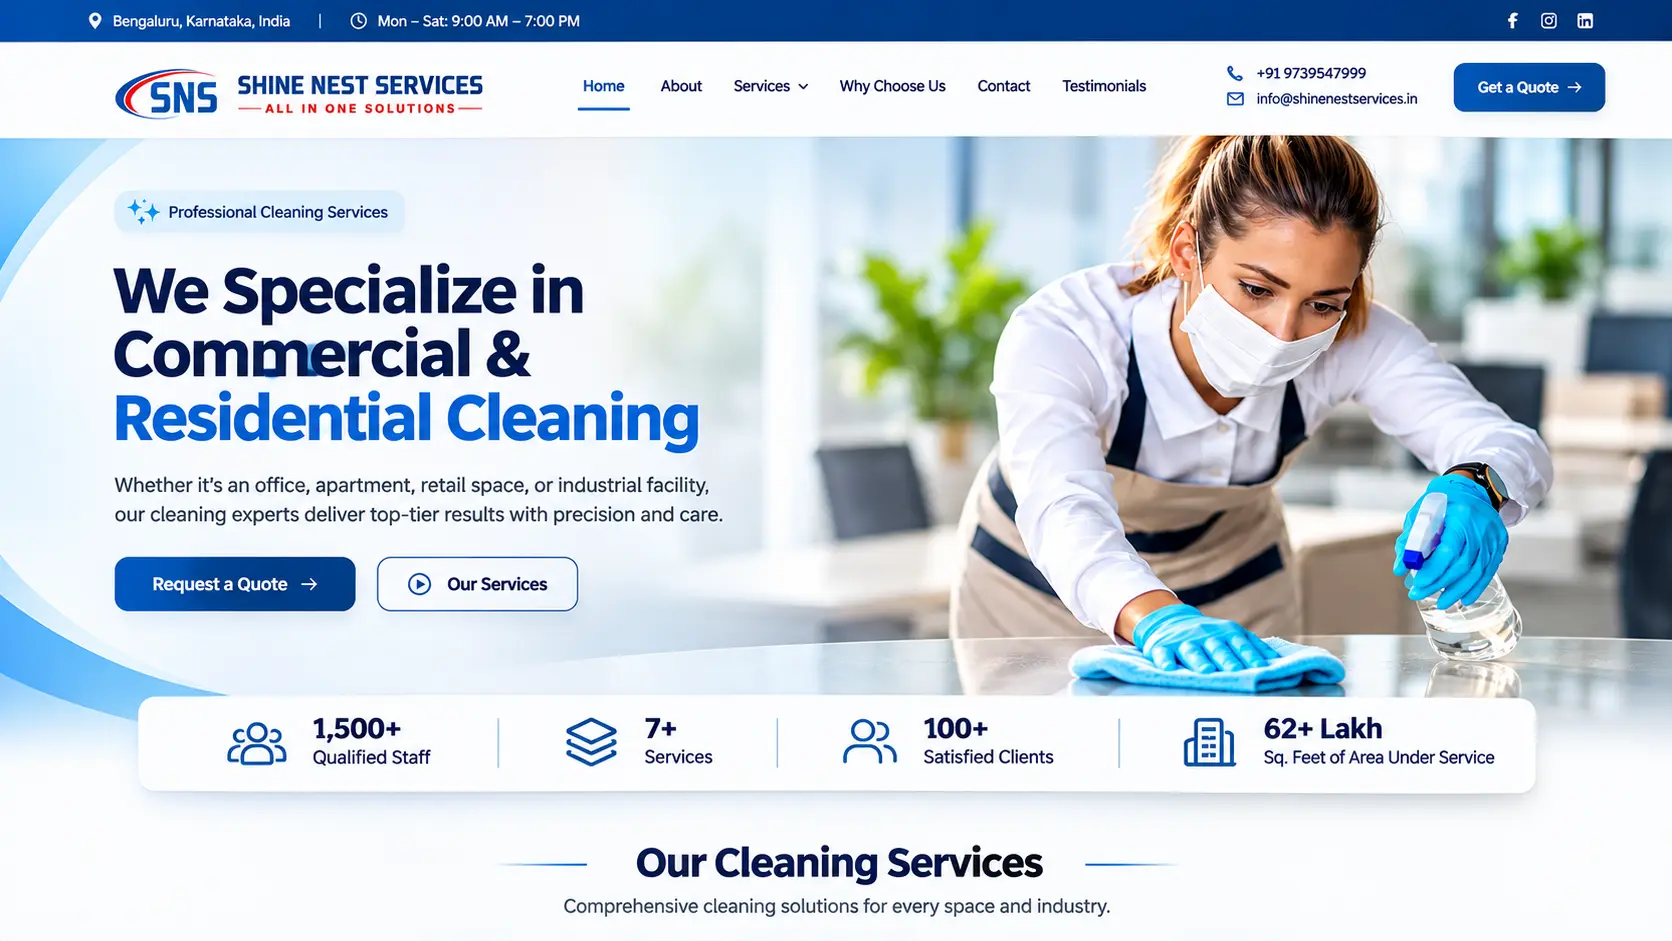 Bengaluru, Karnataka, India
Mon – Sat: 9:00 AM – 7:00 PM
SNS
SHINE NEST SERVICES
ALL IN ONE SOLUTIONS
Home
About
Services
Why Choose Us
Contact
Testimonials
+91 9739547999
info@shinenestservices.in
Get a Quote
Professional Cleaning Services
We Specialize in
Commercial &
Residential Cleaning
Whether it's an office, apartment, retail space, or industrial facility,
our cleaning experts deliver top-tier results with precision and care.
Request a Quote
Our Services
1,500+
Qualified Staff
7+
Services
100+
Satisfied Clients
62+ Lakh
Sq. Feet of Area Under Service
Our Cleaning Services
Comprehensive cleaning solutions for every space and industry.